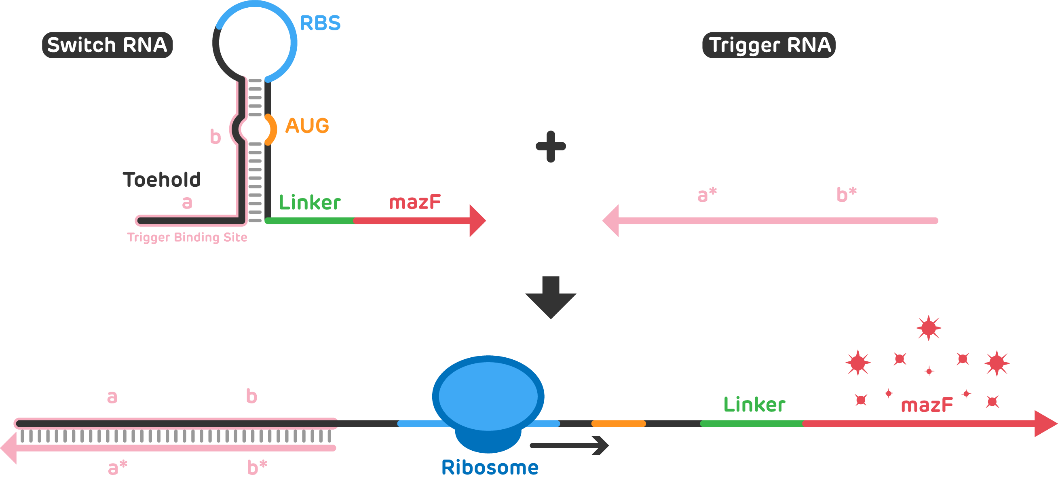 RBS
Switch RNA
Trigger RNA
AUG
b
Toehold
a
Linker
mazF
a*
b*
Trigger Binding Site
a
b
Linker
mazF
a*
b*
Ribosome